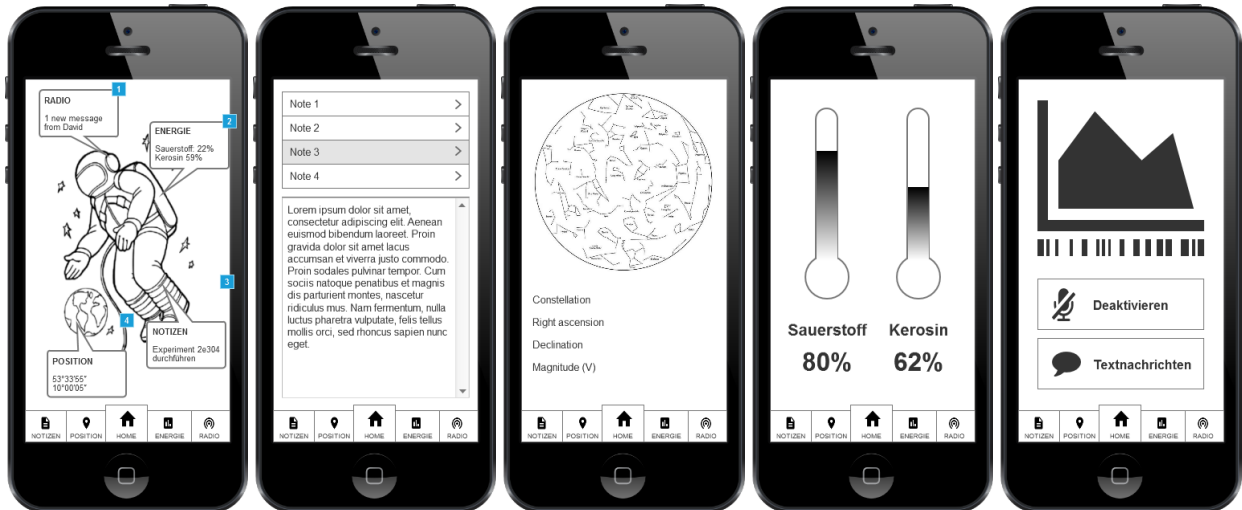 1
RADIO
1 new message
from David
2
ENERGIE
Sauerstoff: 22%
Kerosin 59%
3
4
NOTIZEN
Experiment 2e304
durchführen
POSITION
53°33'55"
10°00'05"
NOTIZEN
POSITION
HOME
ENERGIE
RADIO
Note 1
Note 2
Note 3
Note 4
Lorem ipsum dolor sit amet,
consectetur adipiscing elit. Aenean
euismod bibendum laoreet. Proin
gravida dolor sit amet lacus
accumsan et viverra justo commodo.
Proin sodales pulvinar tempor. Cum
sociis natoque penatibus et magnis
dis parturient montes, nascetur
ridiculus mus. Nam fermentum, nulla
luctus pharetra vulputate, felis tellus
mollis orci, sed rhoncus sapien nunc
eget.
NOTIZEN
POSITION
HOME
ENERGIE
RADIO
Constellation
Right ascension
Declination
Magnitude (V)
NOTIZEN
POSITION
HOME
ENERGIE
RADIO
Sauerstoff
80%
Kerosin
62%
NOTIZEN
POSITION
HOME
ENERGIE
RADIO
Deaktivieren
Textnachrichten
NOTIZEN
POSITION
HOME
ENERGIE
RADIO